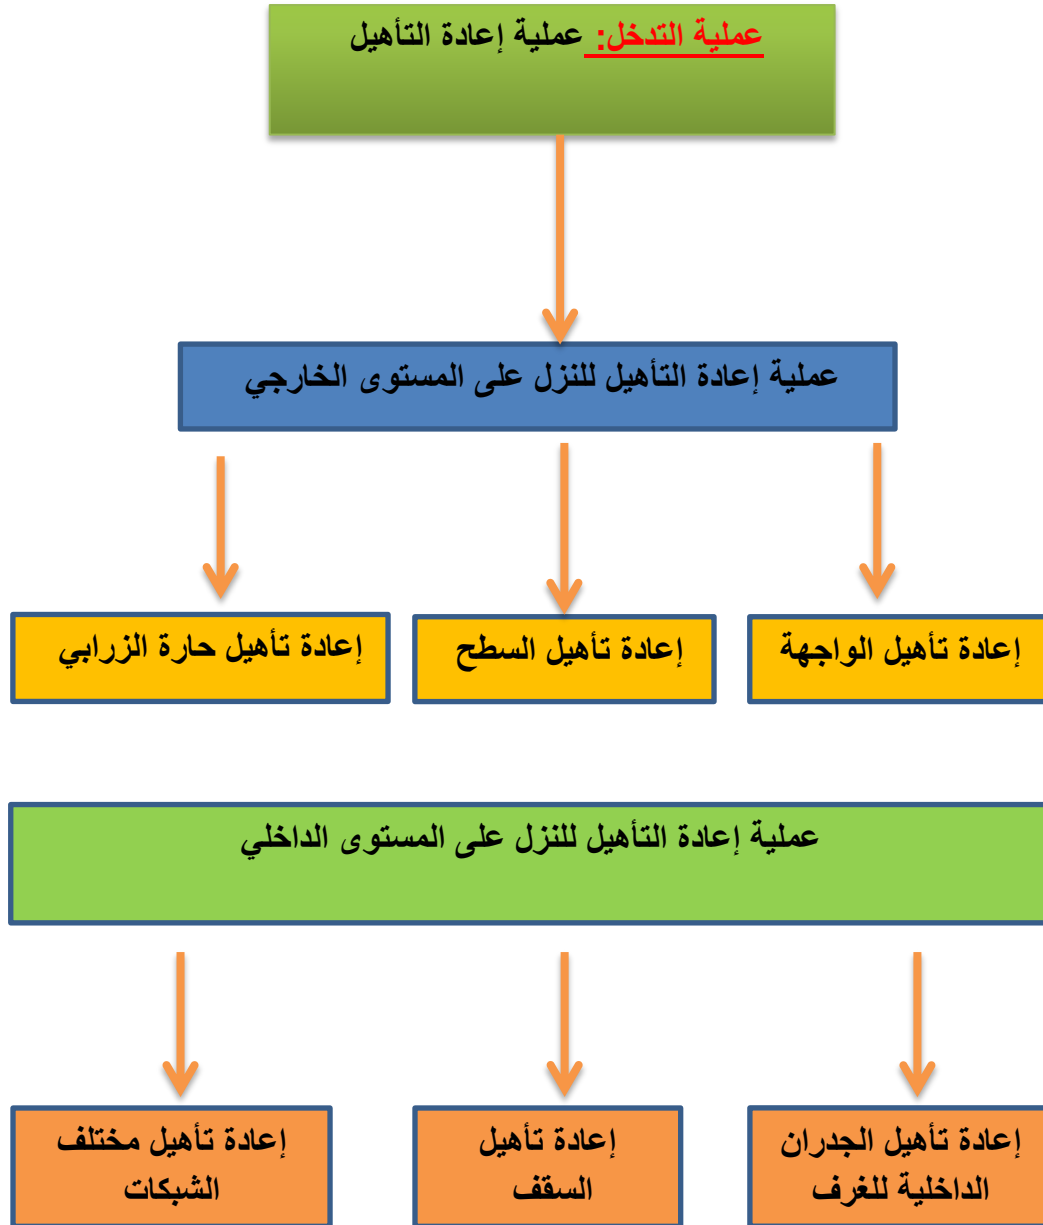 عملية التدخل: عملية إعادة التأهيل
عملية إعادة التأهيل للنزل على المستوى الخارجي
إعادة تأهيل الواجهة
إعادة تأهيل السطح
إعادة تأهيل حارة الزرابي
عملية إعادة التأهيل للنزل على المستوى الداخلي
إعادة تأهيل الجدران
الداخلية للغرف
إعادة تأهيل
السقف
إعادة تأهيل مختلف
الشبكات